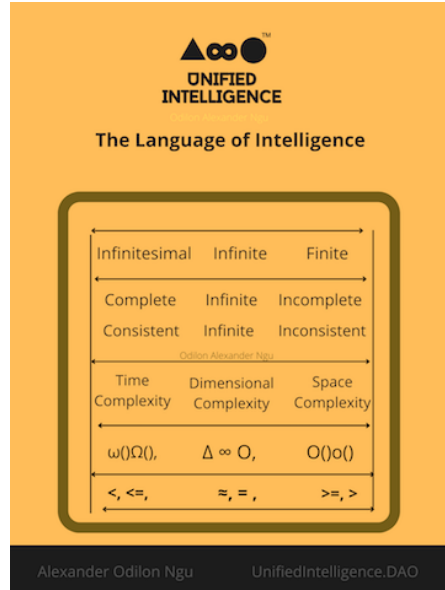 ▲∞● ™
UNIFIED
INTELLIGENCE
Odilon Alexander Ngu
The Language of Intelligence
Infinitesimal Infinite Finite
Complete Infinite Incomplete
Consistent Infinite Inconsistent
Odilon Alexander Ngu
Time Dimensional Space
Complexity Complexity Complexity
ω()Ω(), Δ ∞ O, O()o()
<, <=, ≈, = , >=, >
Alexander Odilon Ngu UnifiedIntelligence.DAO